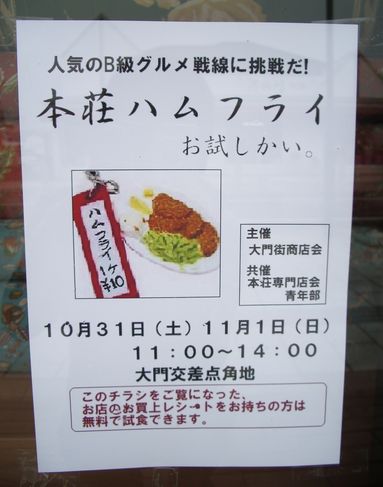 人気のB級グルメ戦線に挑戦だ!
本荘ハムフライ
お試しかい。
ハムフライ1ケ
¥10
主催
大門街商店会
共催
本荘専門店会
青年部
10月31日(土) 11月1日(日)
11:00~14:00
大門交差点角地
このチラシをご覧になった、
お店のお買上レシートをお持ちの方は
無料で試食できます。